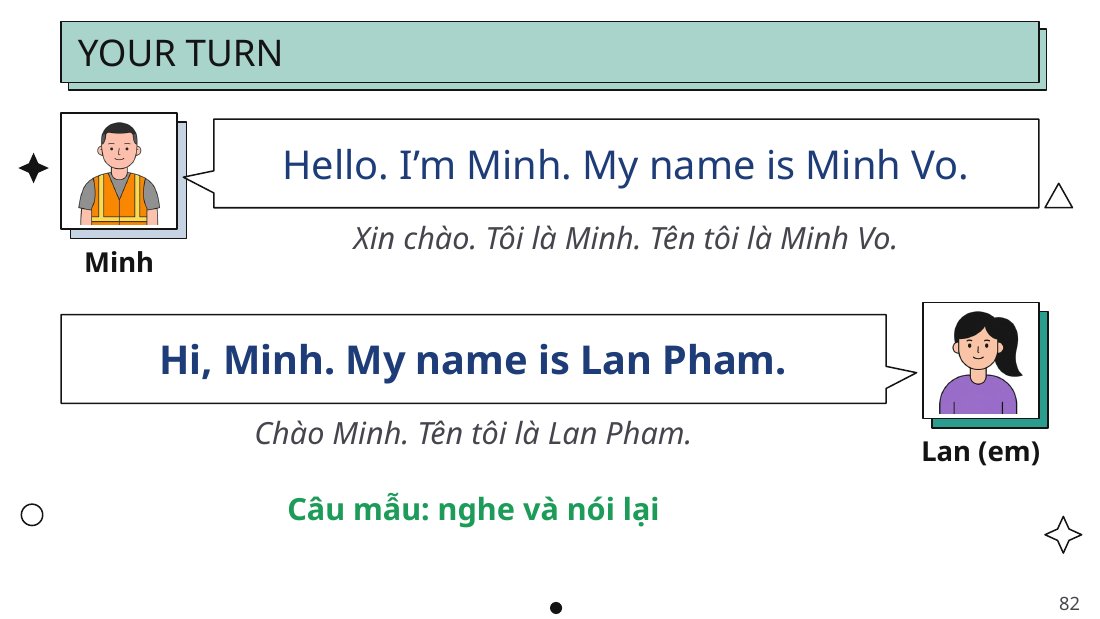 YOUR TURN
Hello. I’m Minh. My name is Minh Vo.
Xin chào. Tôi là Minh. Tên tôi là Minh Vo.
Minh
Hi, Minh. My name is Lan Pham.
Chào Minh. Tên tôi là Lan Pham.
Lan (em)
Câu mẫu: nghe và nói lại
82